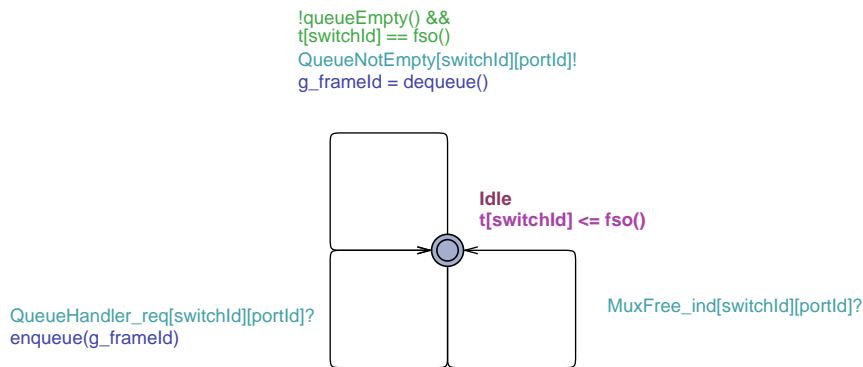 !queueEmpty() &&
t[switchId] == fso()
QueueNotEmpty[switchId][portId]!
g_frameId = dequeue()
Idle
t[switchId] <= fso()
QueueHandler_req[switchId][portId]?
enqueue(g_frameId)
MuxFree_ind[switchId][portId]?